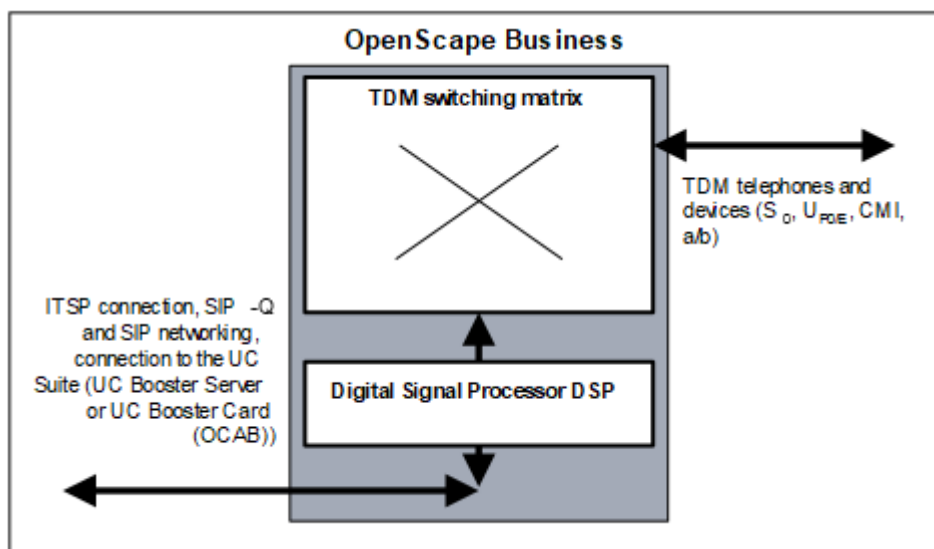 OpenScape Business
TDM switching matrix
TDM telephones and
devices (S0, UP0/E, CMI,
a/b)
ITSP connection, SIP -Q
and SIP networking,
connection to the UC
Suite (UC Booster Server
or UC Booster Card
(OCAB))
Digital Signal Processor DSP